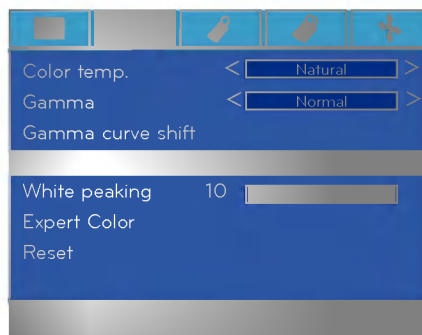 Color temp. < Natural >
Gamma < Normal >
Gamma curve shift
White peaking 10
Expert Color
Reset